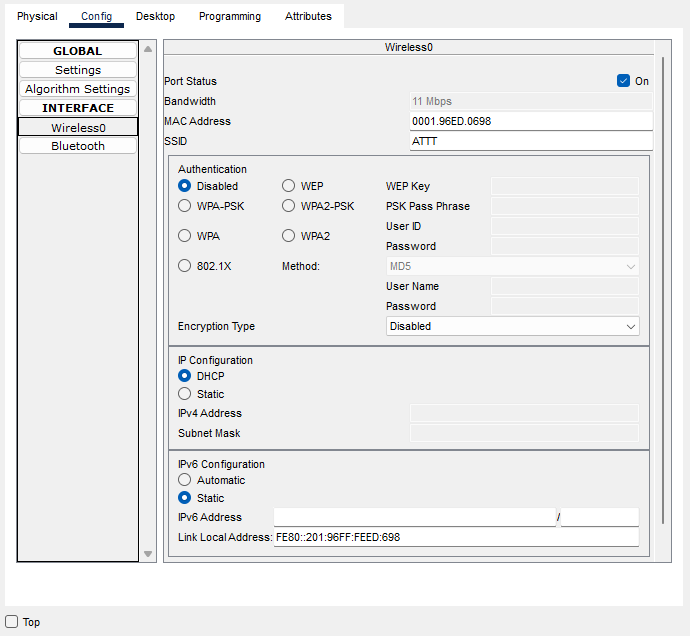 Physical Config Desktop Programming Attributes
GLOBAL
Settings
Algorithm Settings
INTERFACE
Wireless0
Bluetooth
Wireless0
Port Status On
Bandwidth 11 Mbps
MAC Address 0001.96ED.0698
SSID ATTT
Authentication
Disabled WEP WEP Key
WPA-PSK WPA2-PSK PSK Pass Phrase
User ID
WPA WPA2
Password
802.1X Method: MD5
User Name
Password
Encryption Type Disabled
IP Configuration
DHCP
Static
IPv4 Address
Subnet Mask
IPv6 Configuration
Automatic
Static
IPv6 Address /
Link Local Address: FE80::201:96FF:FEED:698
Top